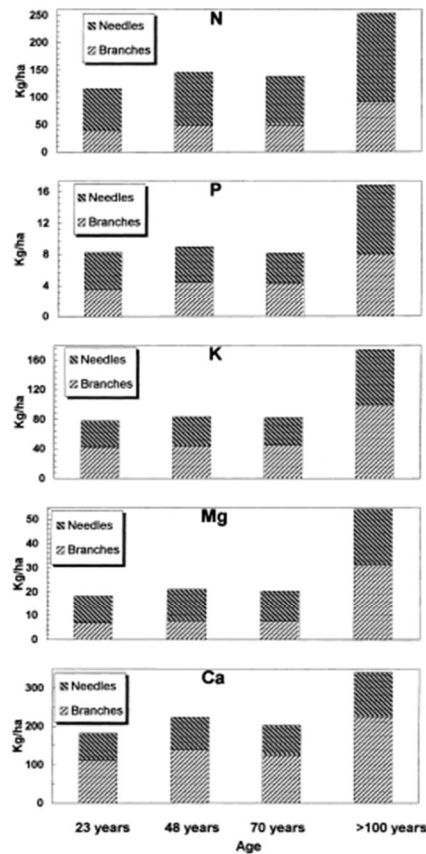 N
Needles
Branches
Kg/ha
250
200
150
100
50
0
P
Needles
Branches
Kg/ha
16
12
8
4
0
K
Needles
Branches
Kg/ha
160
120
80
40
0
Mg
Needles
Branches
Kg/ha
50
40
30
20
10
0
Ca
Needles
Branches
Kg/ha
300
200
100
0
23 years 48 years 70 years >100 years
Age